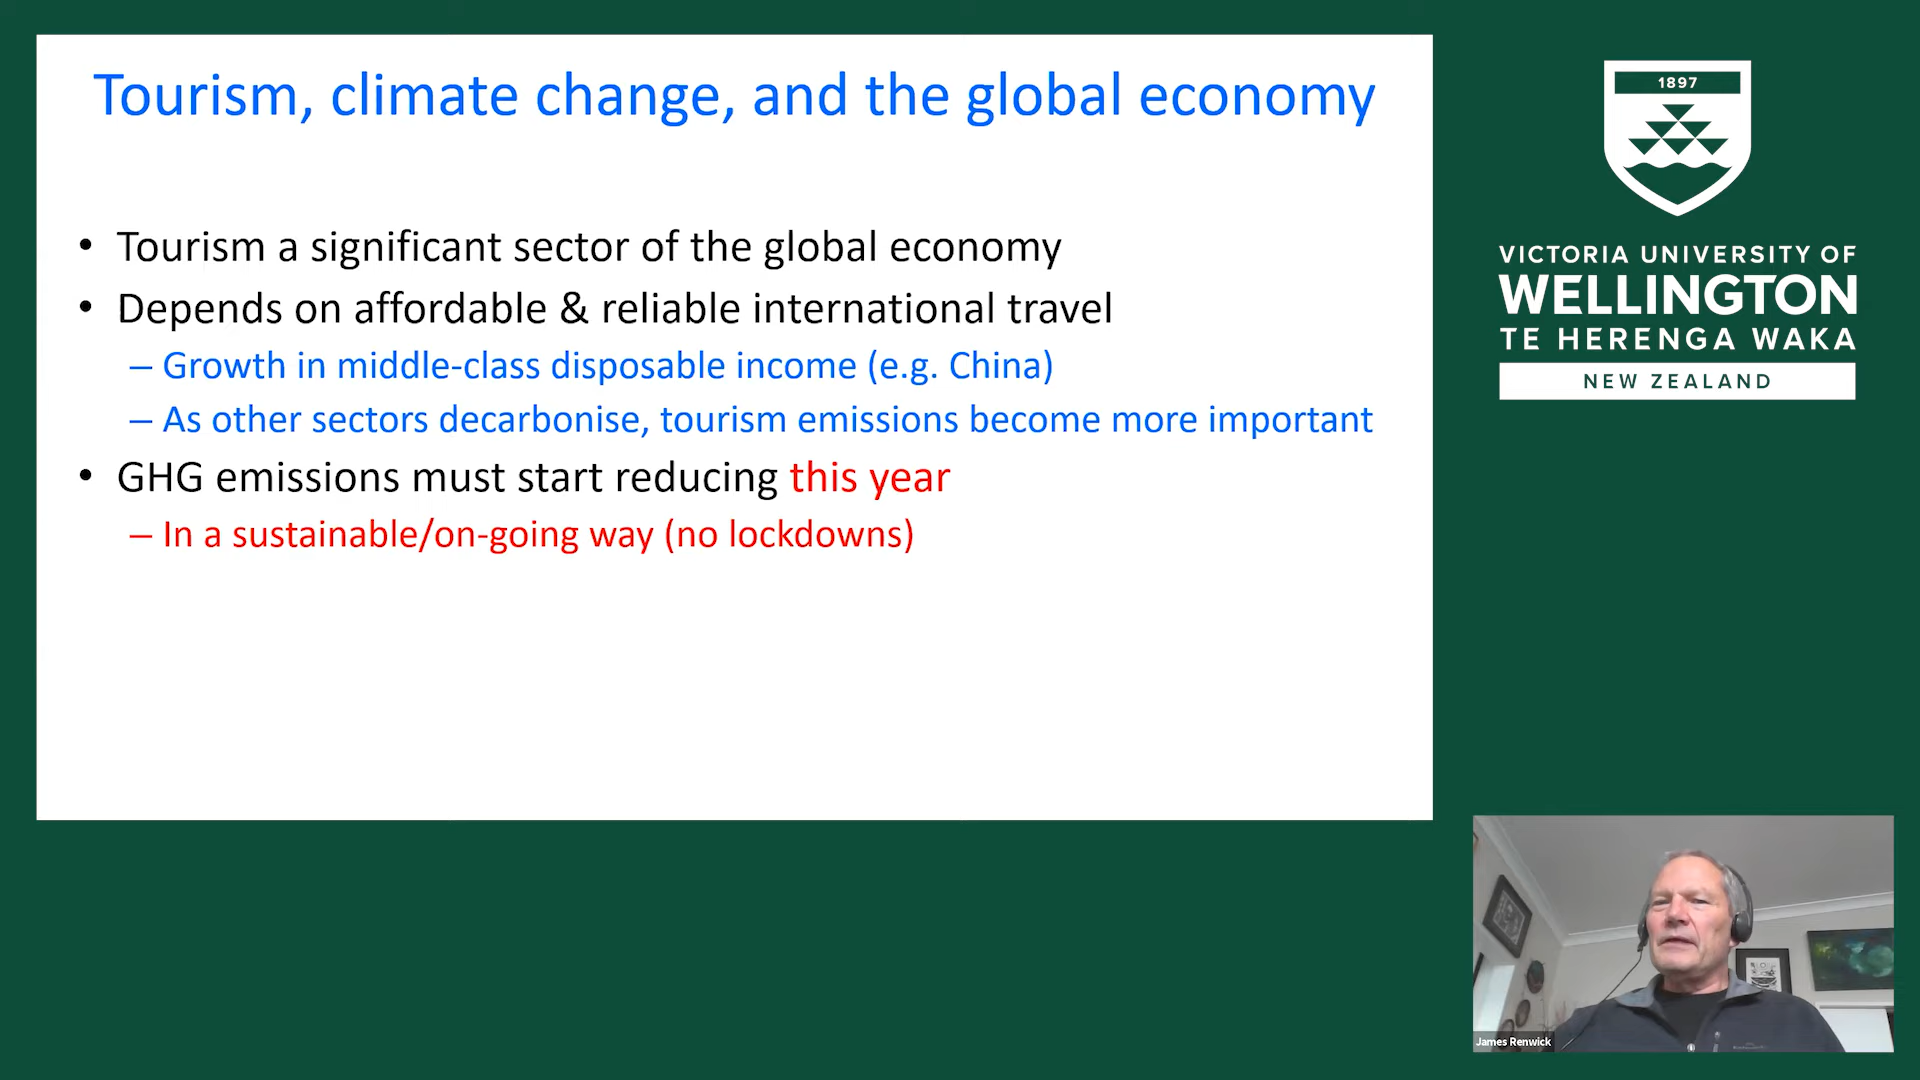 Tourism, climate change, and the global economy
• Tourism a significant sector of the global economy
• Depends on affordable & reliable international travel
– Growth in middle-class disposable income (e.g. China)
– As other sectors decarbonise, tourism emissions become more important
• GHG emissions must start reducing this year
– In a sustainable/on-going way (no lockdowns)
1897
VICTORIA UNIVERSITY OF
WELLINGTON
TE HERENGA WAKA
NEW ZEALAND
James Renwick